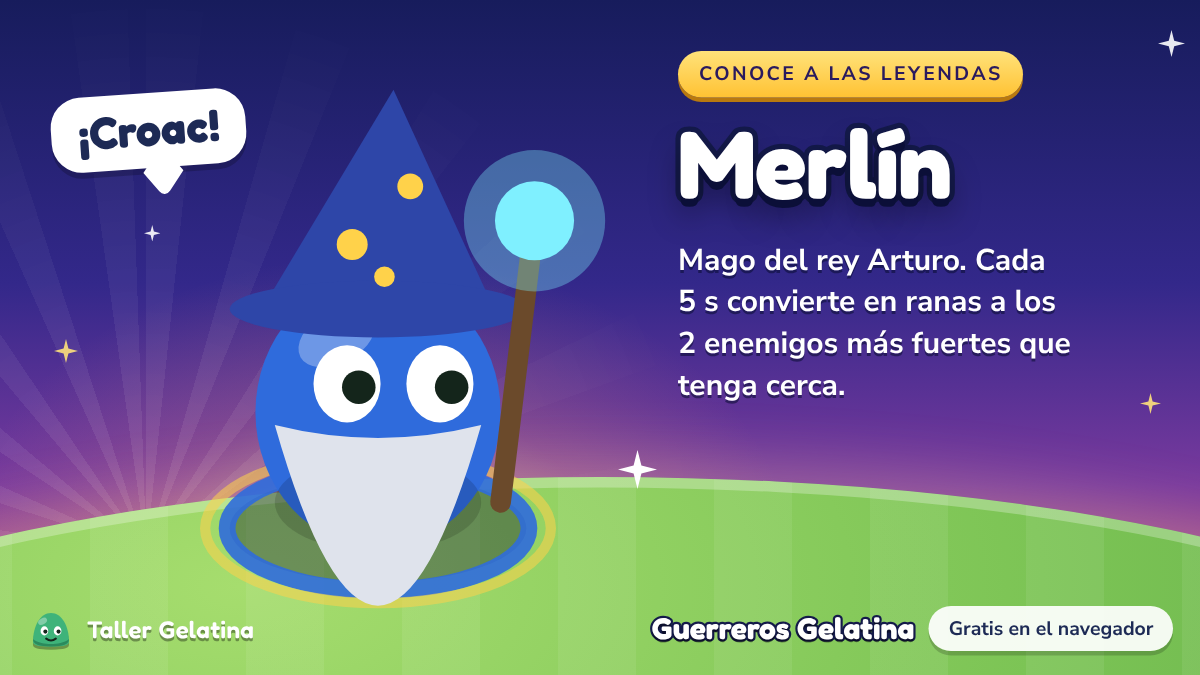 ¡Croac!
CONOCE A LAS LEYENDAS
Merlín
Mago del rey Arturo. Cada
5 s convierte en ranas a los
2 enemigos más fuertes que
tenga cerca.
Taller Gelatina
Guerreros Gelatina
Gratis en el navegador